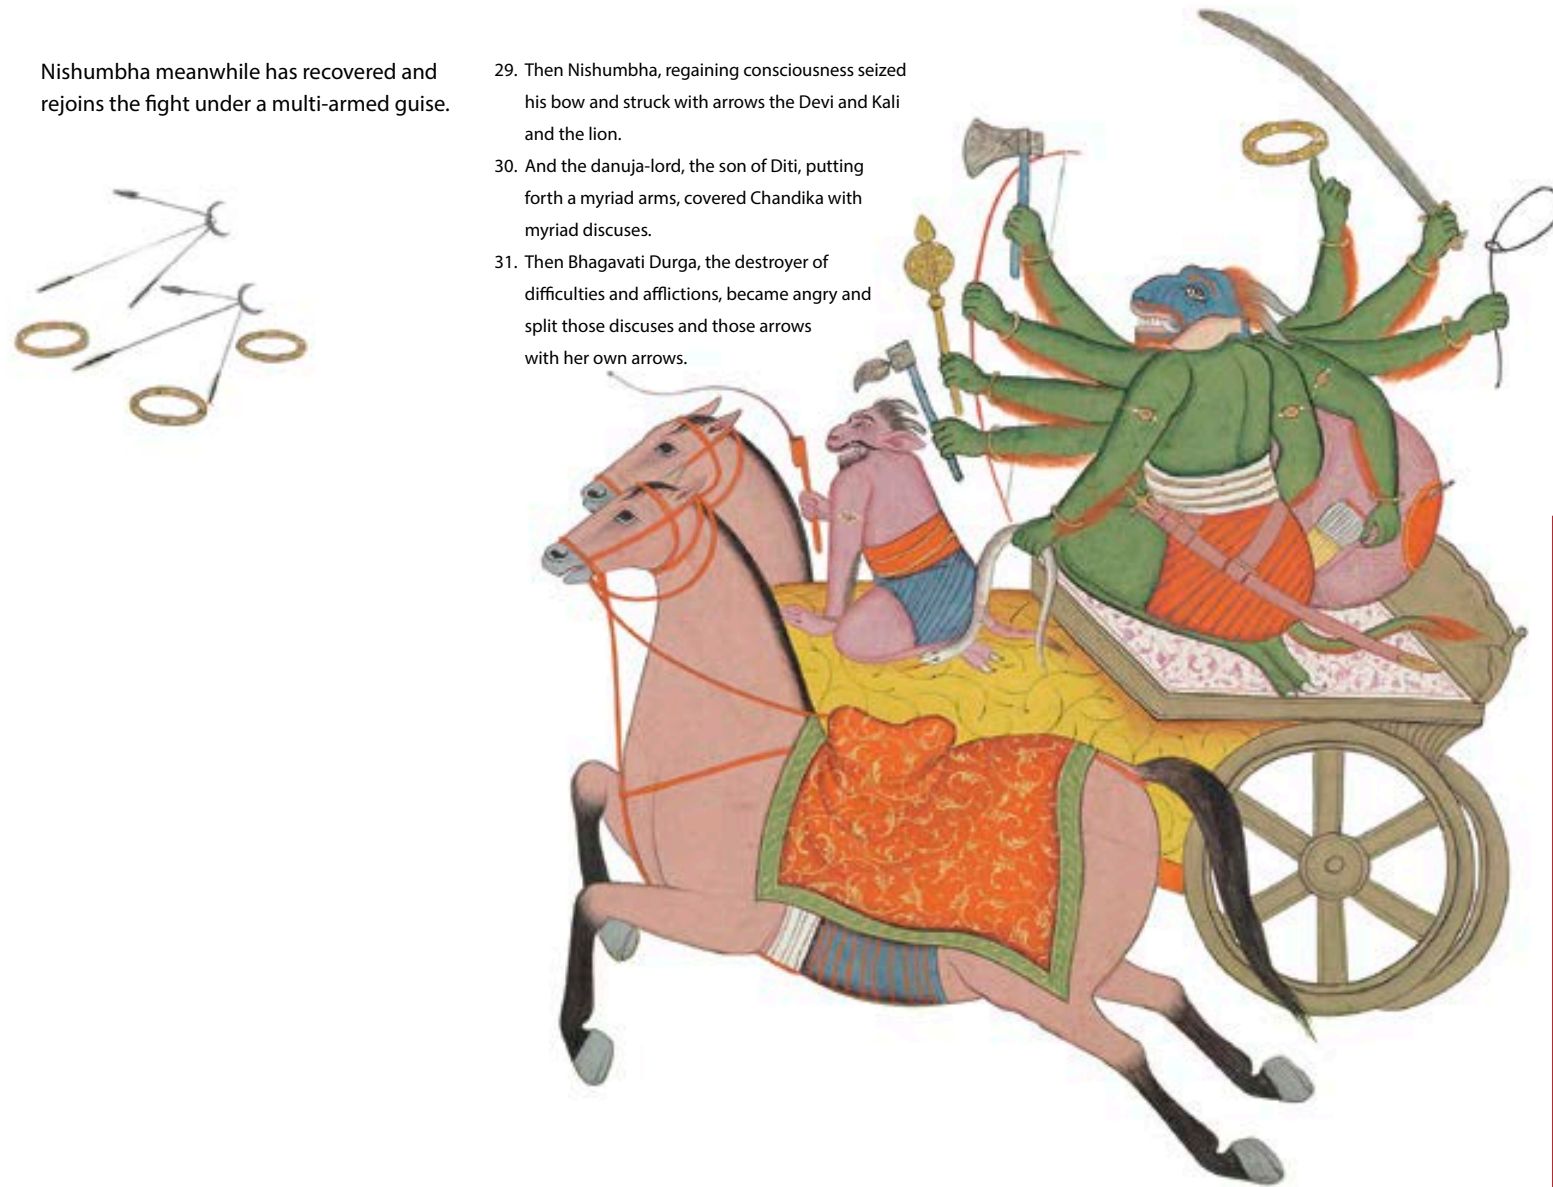 Nishumbha meanwhile has recovered and
rejoins the fight under a multi-armed guise.
29. Then Nishumbha, regaining consciousness seized
his bow and struck with arrows the Devi and Kali
and the lion.
30. And the danuja-lord, the son of Diti, putting
forth a myriad arms, covered Chandika with
myriad discuses.
31. Then Bhagavati Durga, the destroyer of
difficulties and afflictions, became angry and
split those discuses and those arrows
with her own arrows.